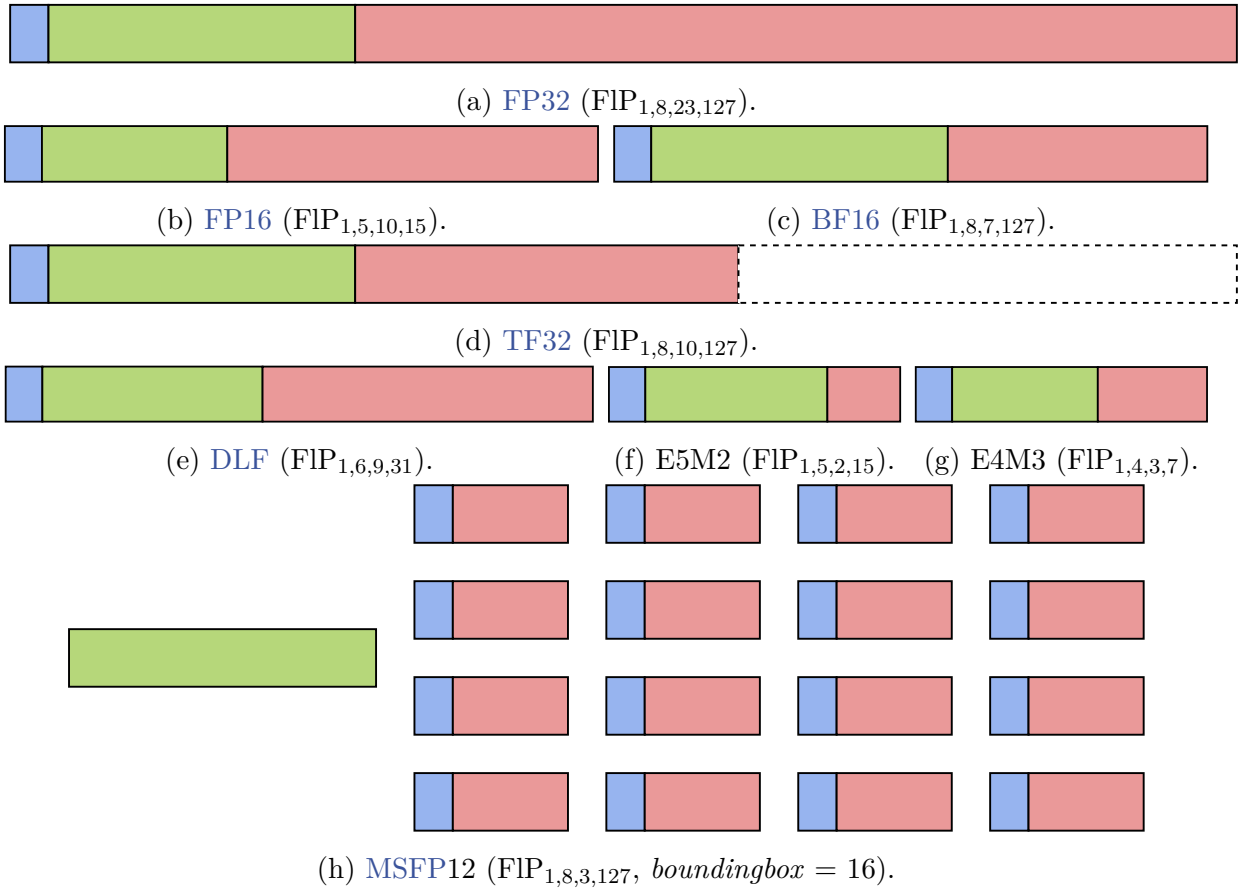 (a) FP32 (FlP1,8,23,127).
(b) FP16 (FlP1,5,10,15). (c) BF16 (FlP1,8,7,127).
(d) TF32 (FlP1,8,10,127).
(e) DLF (FlP1,6,9,31). (f) E5M2 (FlP1,5,2,15). (g) E4M3 (FlP1,4,3,7).
(h) MSFP12 (FlP1,8,3,127, boundingbox = 16).